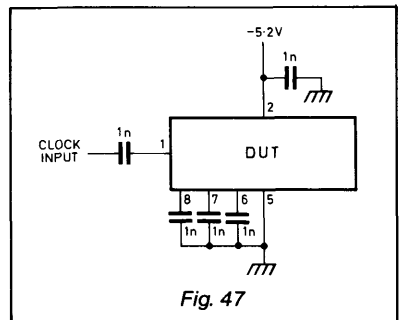 -5·2V
1n
2
1n
CLOCK
INPUT
1
DUT
8 7 6 5
1n 1n 1n
Fig. 47